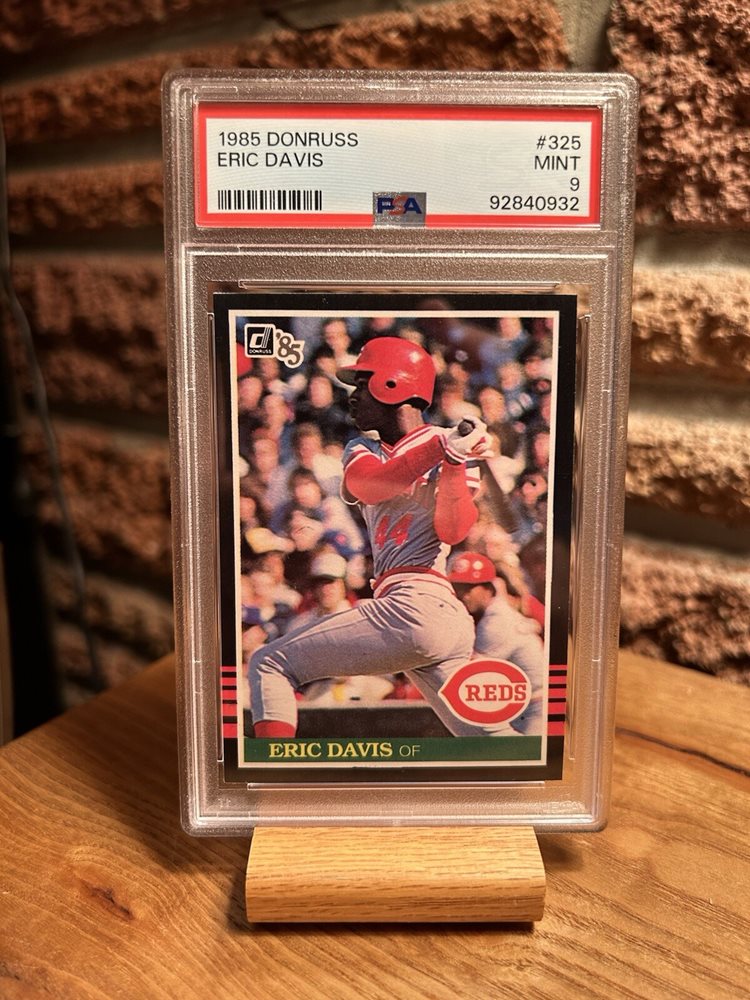 1985 DONRUSS #325
ERIC DAVIS MINT
9
PSA 92840932
d '85
DONRUSS
44
REDS
ERIC DAVIS OF